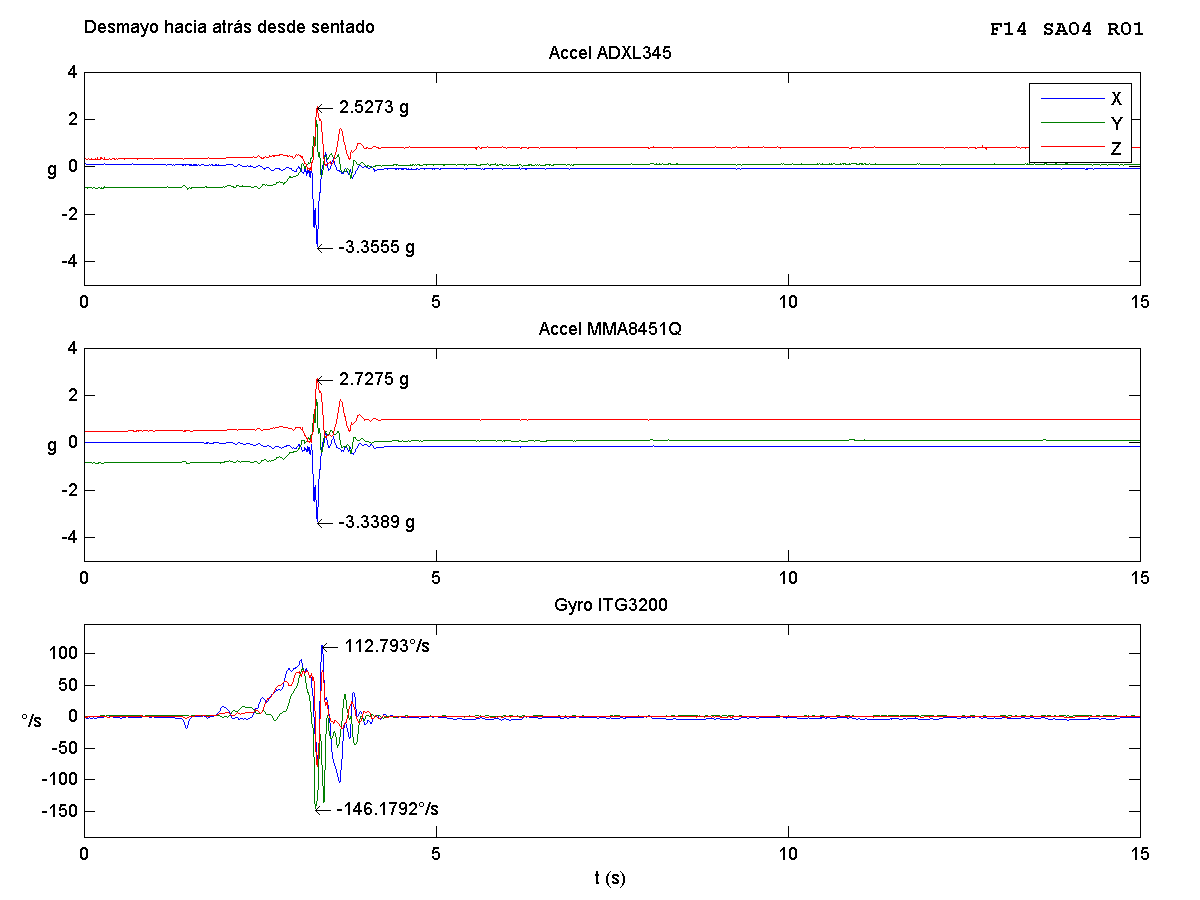 Desmayo hacia atrás desde sentado
F14 SA04 R01
Accel ADXL345
4
2
0
-2
-4
g
2.5273 g
-3.3555 g
X
Y
Z
0
5
10
15
Accel MMA8451Q
4
2
0
-2
-4
g
2.7275 g
-3.3389 g
0
5
10
15
Gyro ITG3200
100
50
0
-50
-100
-150
°/s
112.793°/s
-146.1792°/s
0
5
10
15
t (s)